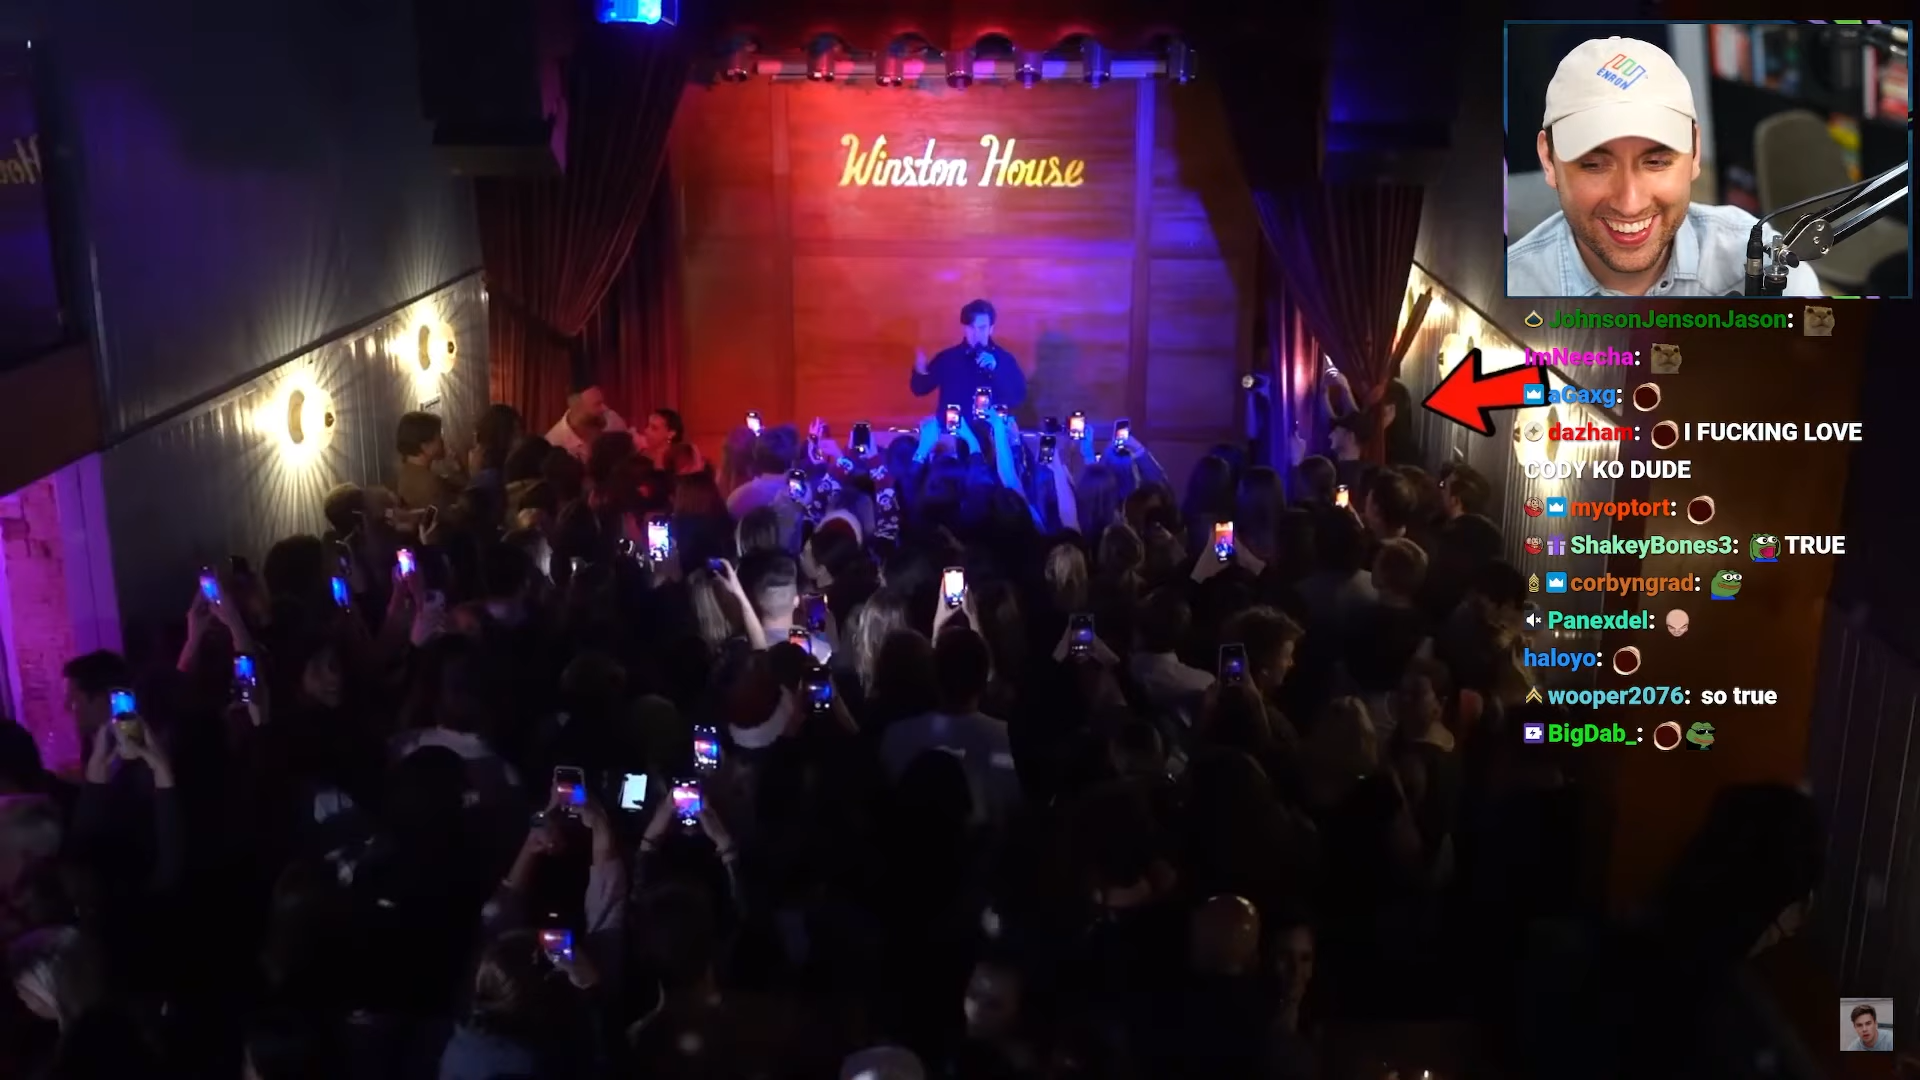 Winston House
ENRON
JohnsonJensonJason:
ImNeecha:
aGaxg:
dazham: I FUCKING LOVE
CODY KO DUDE
myoptort:
ShakeyBones3: TRUE
corbyngrad:
Panexdel:
haloyo:
wooper2076: so true
BigDab_: